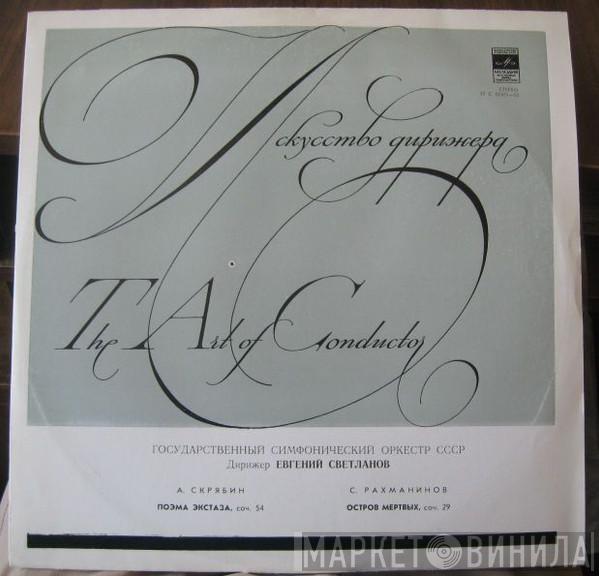 Искусство дирижера
СТЕРЕО
The Art of Conductor
ГОСУДАРСТВЕННЫЙ СИМФОНИЧЕСКИЙ ОРКЕСТР СССР
Дирижер ЕВГЕНИЙ СВЕТЛАНОВ
А. СКРЯБИН
ПОЭМА ЭКСТАЗА, соч. 54
С. РАХМАНИНОВ
ОСТРОВ МЕРТВЫХ, соч. 29
МАРКЕТ ВИНИЛА